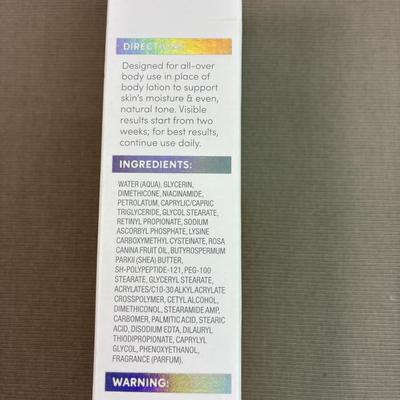 DIRECTIONS:
Designed for all-over
body use in place of
body lotion to support
skin's moisture & even,
natural tone. Visible
results start from two
weeks; for best results,
continue use daily.
INGREDIENTS:
WATER (AQUA), GLYCERIN,
DIMETHICONE, NIACINAMIDE,
PETROLATUM, CAPRYLIC/CAPRIC
TRIGLYCERIDE, GLYCOL STEARATE,
RETINYL PROPIONATE, SODIUM
ASCORBYL PHOSPHATE, LYSINE
CARBOXYMETHYL CYSTEINATE, ROSA
CANINA FRUIT OIL, BUTYROSPERMUM
PARKII (SHEA) BUTTER,
SH-POLYPEPTIDE-121, PEG-100
STEARATE, GLYCERYL STEARATE,
ACRYLATES/C10-30 ALKYL ACRYLATE
CROSSPOLYMER, CETYL ALCOHOL,
DIMETHICONOL, STEARAMIDE AMP,
CARBOMER, PALMITIC ACID, STEARIC
ACID, DISODIUM EDTA, DILAURYL
THIODIPROPIONATE, CAPRYLYL
GLYCOL, PHENOXYETHANOL,
FRAGRANCE (PARFUM).
WARNING: